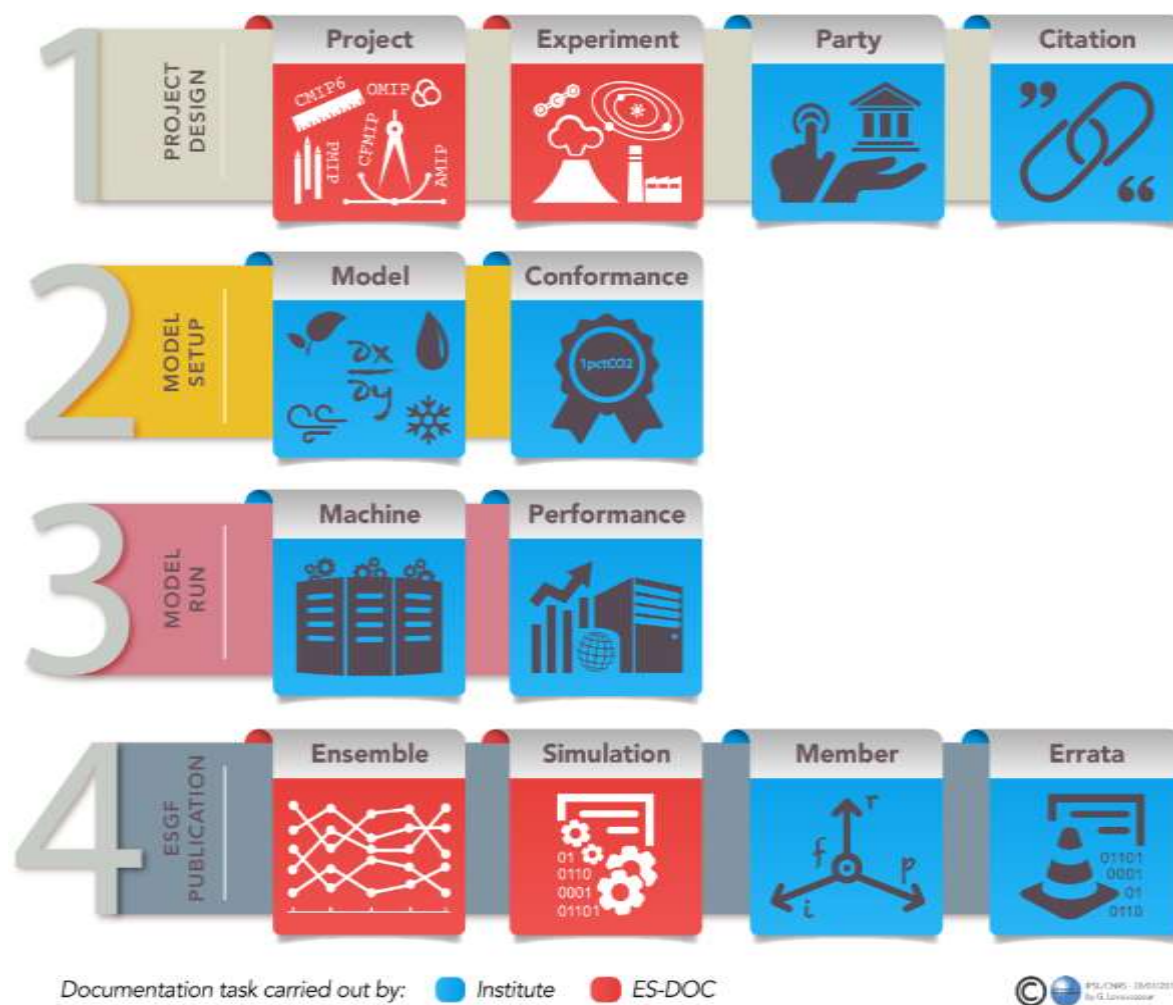 1
PROJECT
DESIGN
Project
Experiment
Party
Citation
CMIP6
OMIP
CFMIP
PMIP
AMIP
2
MODEL
SETUP
Model
Conformance
∂x
∂y
1pctCO2
3
MODEL
RUN
Machine
Performance
4
ESGF
PUBLICATION
Ensemble
Simulation
Member
Errata
01
0110
0001
01101
r
f
p
i
01101
0001
01
0110
Documentation task carried out by: Institute ES-DOC
©